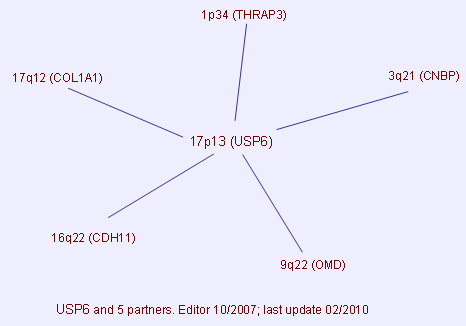 1p34 (THRAP3)
17q12 (COL1A1)
3q21 (CNBP)
17p13 (USP6)
16q22 (CDH11)
9q22 (OMD)
USP6 and 5 partners. Editor 10/2007; last update 02/2010